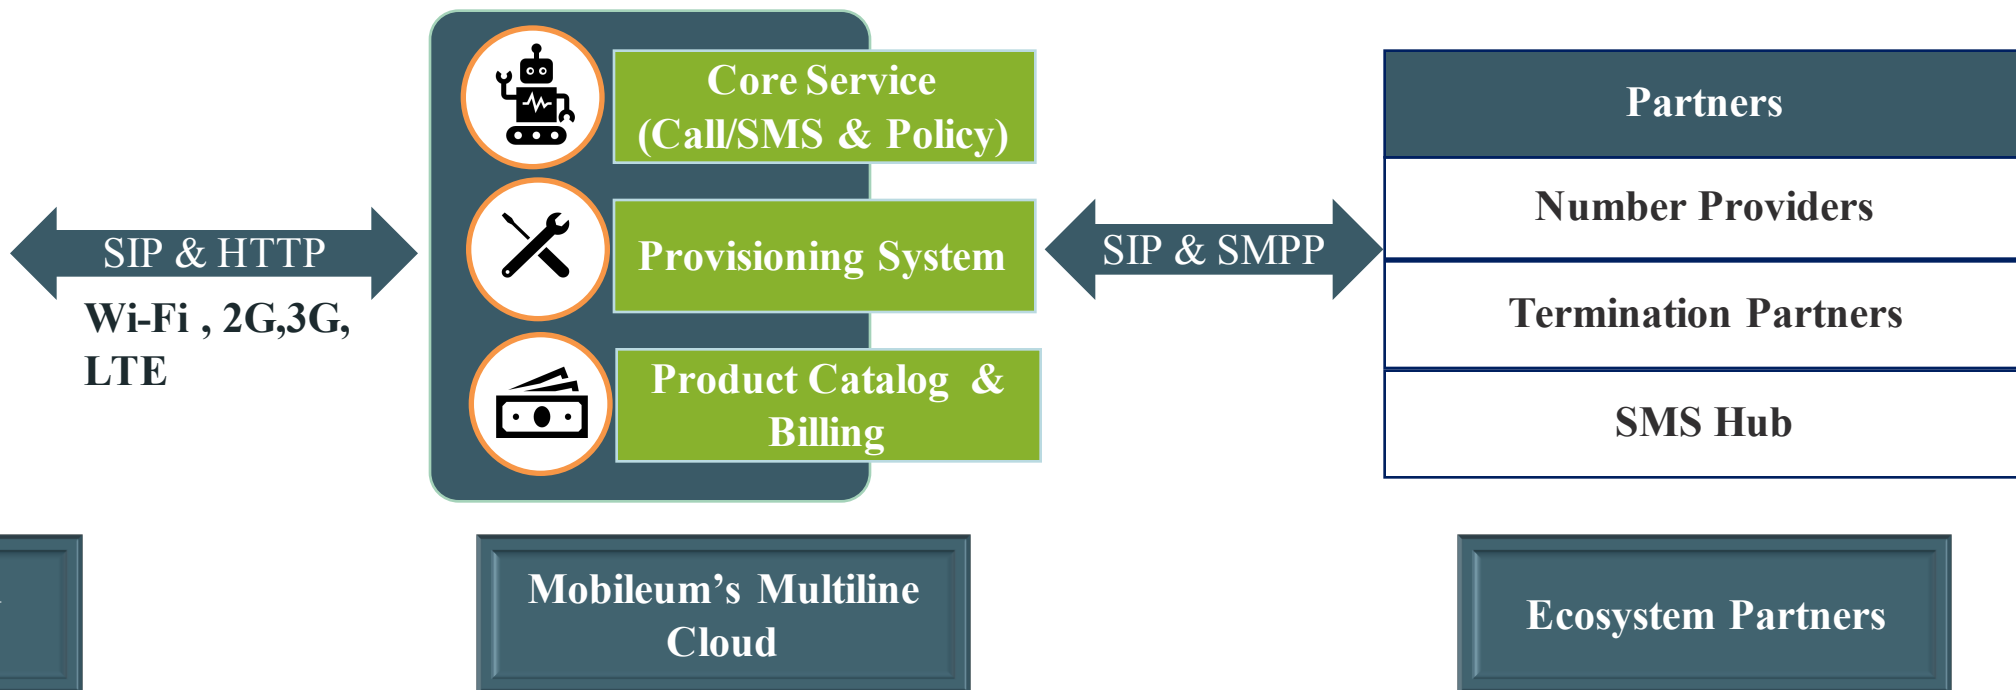 Core Service
(Call/SMS & Policy)
Partners
Number Providers
SIP & HTTP
Provisioning System
SIP & SMPP
Wi-Fi , 2G,3G,
LTE
Termination Partners
Product Catalog &
Billing
SMS Hub
Mobileum’s Multiline
Cloud
Ecosystem Partners